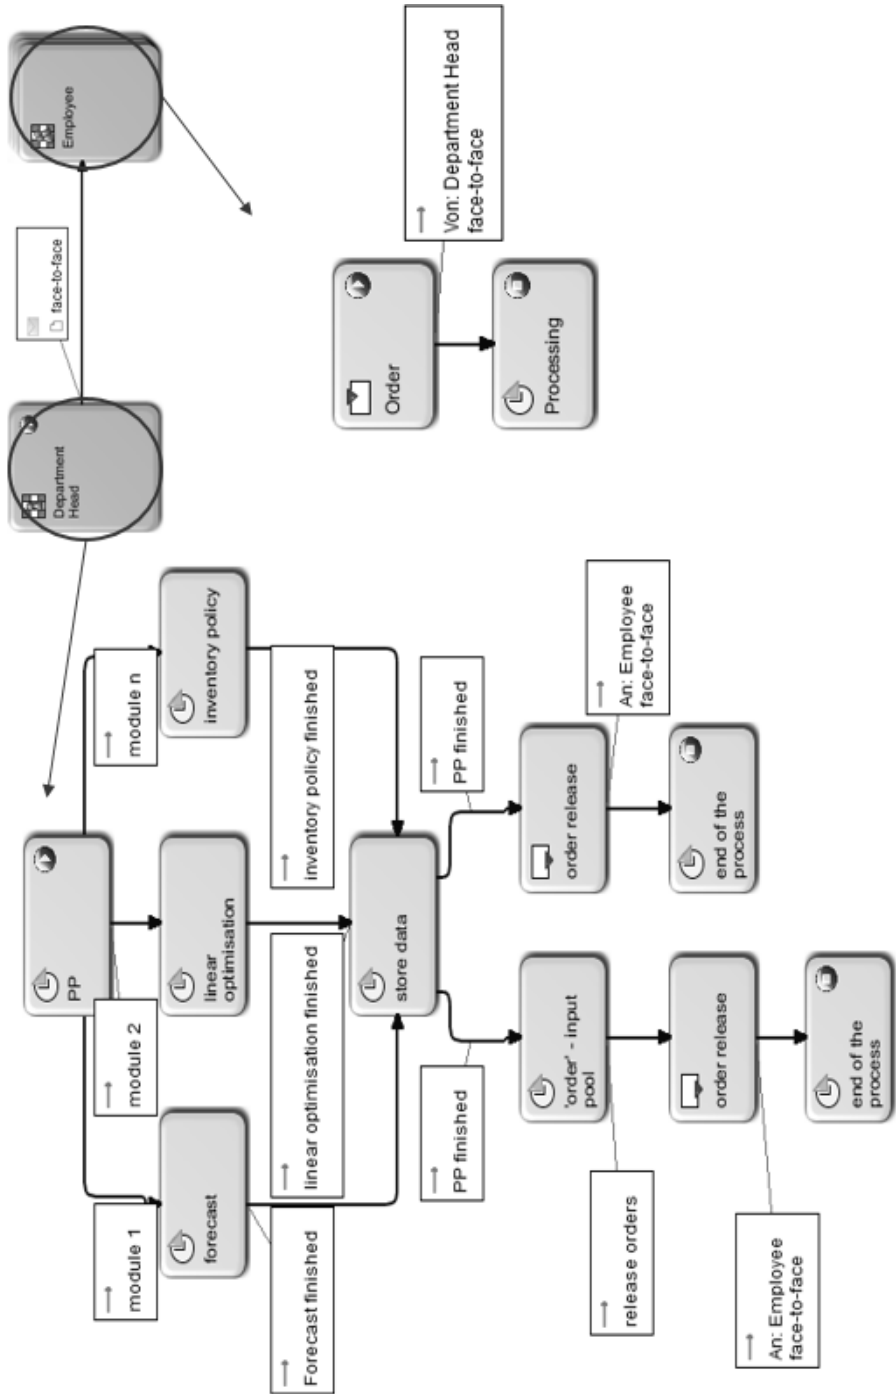 Department
Head
face-to-face
Employee
PP
module 1
module 2
module n
forecast
linear
optimisation
inventory policy
Forecast finished
linear optimisation finished
inventory policy finished
store data
PP finished
PP finished
'order' - input
pool
order release
release orders
An: Employee
face-to-face
order release
end of the
process
An: Employee
face-to-face
end of the
process
Order
Von: Department Head
face-to-face
Processing